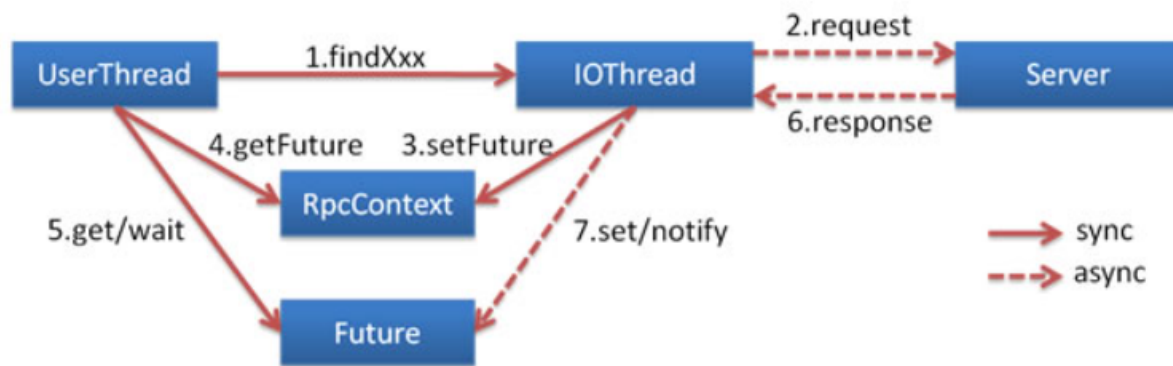 2.request
UserThread
1.findXxx
IOThread
Server
6.response
4.getFuture
3.setFuture
RpcContext
5.get/wait
7.set/notify
sync
async
Future